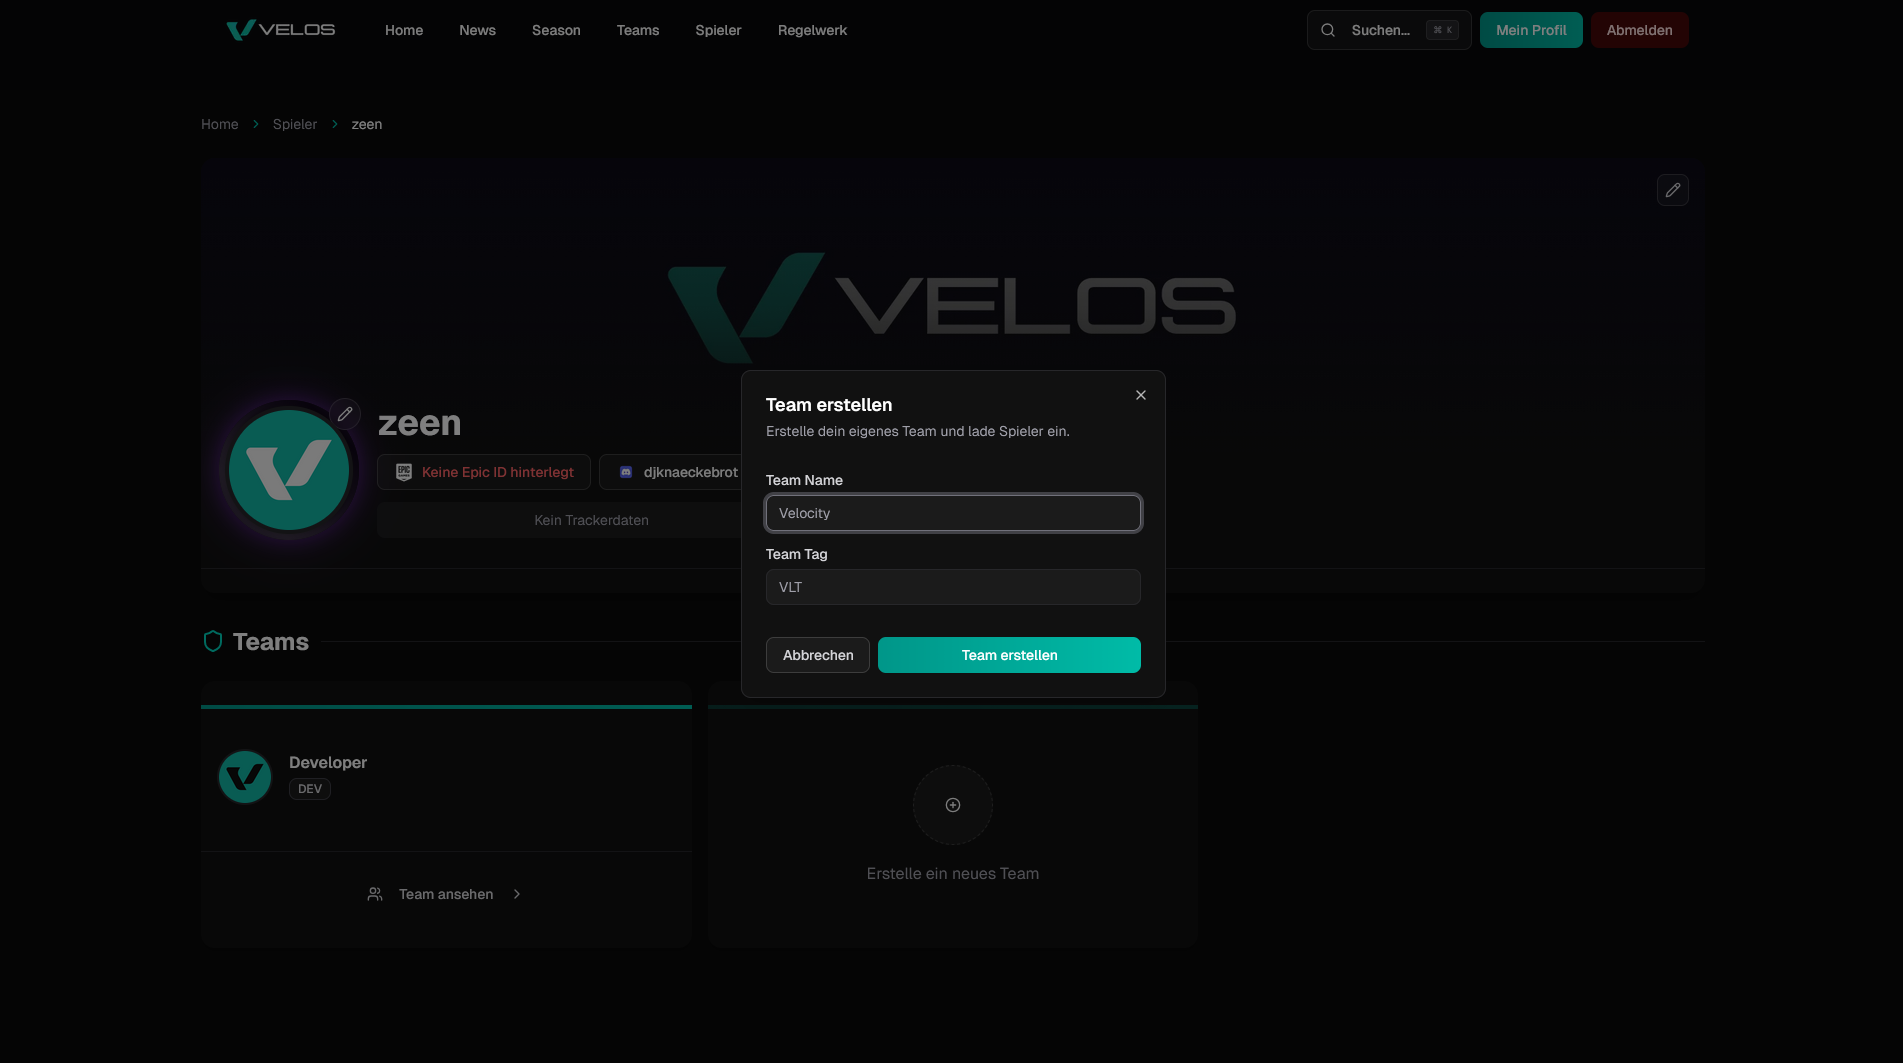 VELOS
Home
News
Season
Teams
Spieler
Regelwerk
Suchen...
⌘ K
Mein Profil
Abmelden
Home
Spieler
zeen
VELOS
zeen
EPIC GAMES
Keine Epic ID hinterlegt
djknaeckebrot
Kein Trackerdaten
Team erstellen
Erstelle dein eigenes Team und lade Spieler ein.
Team Name
Velocity
Team Tag
VLT
Abbrechen
Team erstellen
Teams
Developer
DEV
Team ansehen
Erstelle ein neues Team